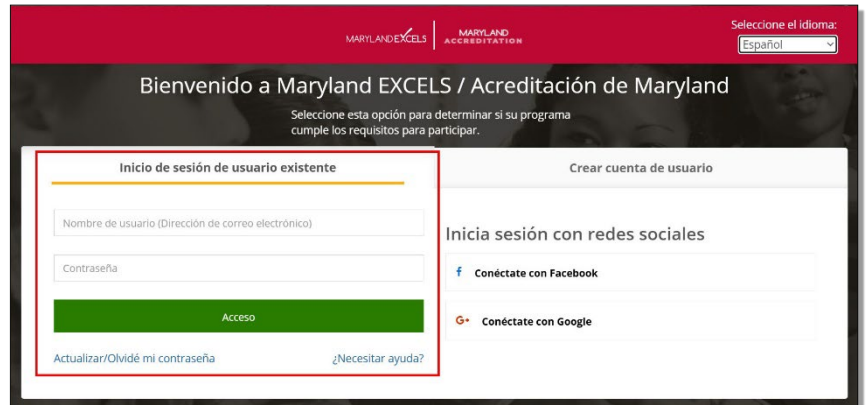 MARYLAND EXCELS
MARYLAND
ACCREDITATION
Seleccione el idioma:
Español
Bienvenido a Maryland EXCELS / Acreditación de Maryland
Seleccione esta opción para determinar si su programa
cumple los requisitos para participar.
Inicio de sesión de usuario existente
Crear cuenta de usuario
Nombre de usuario (Dirección de correo electrónico)
Contraseña
Acceso
Actualizar/Olvidé mi contraseña
¿Necesitar ayuda?
Inicia sesión con redes sociales
f Conéctate con Facebook
G+ Conéctate con Google